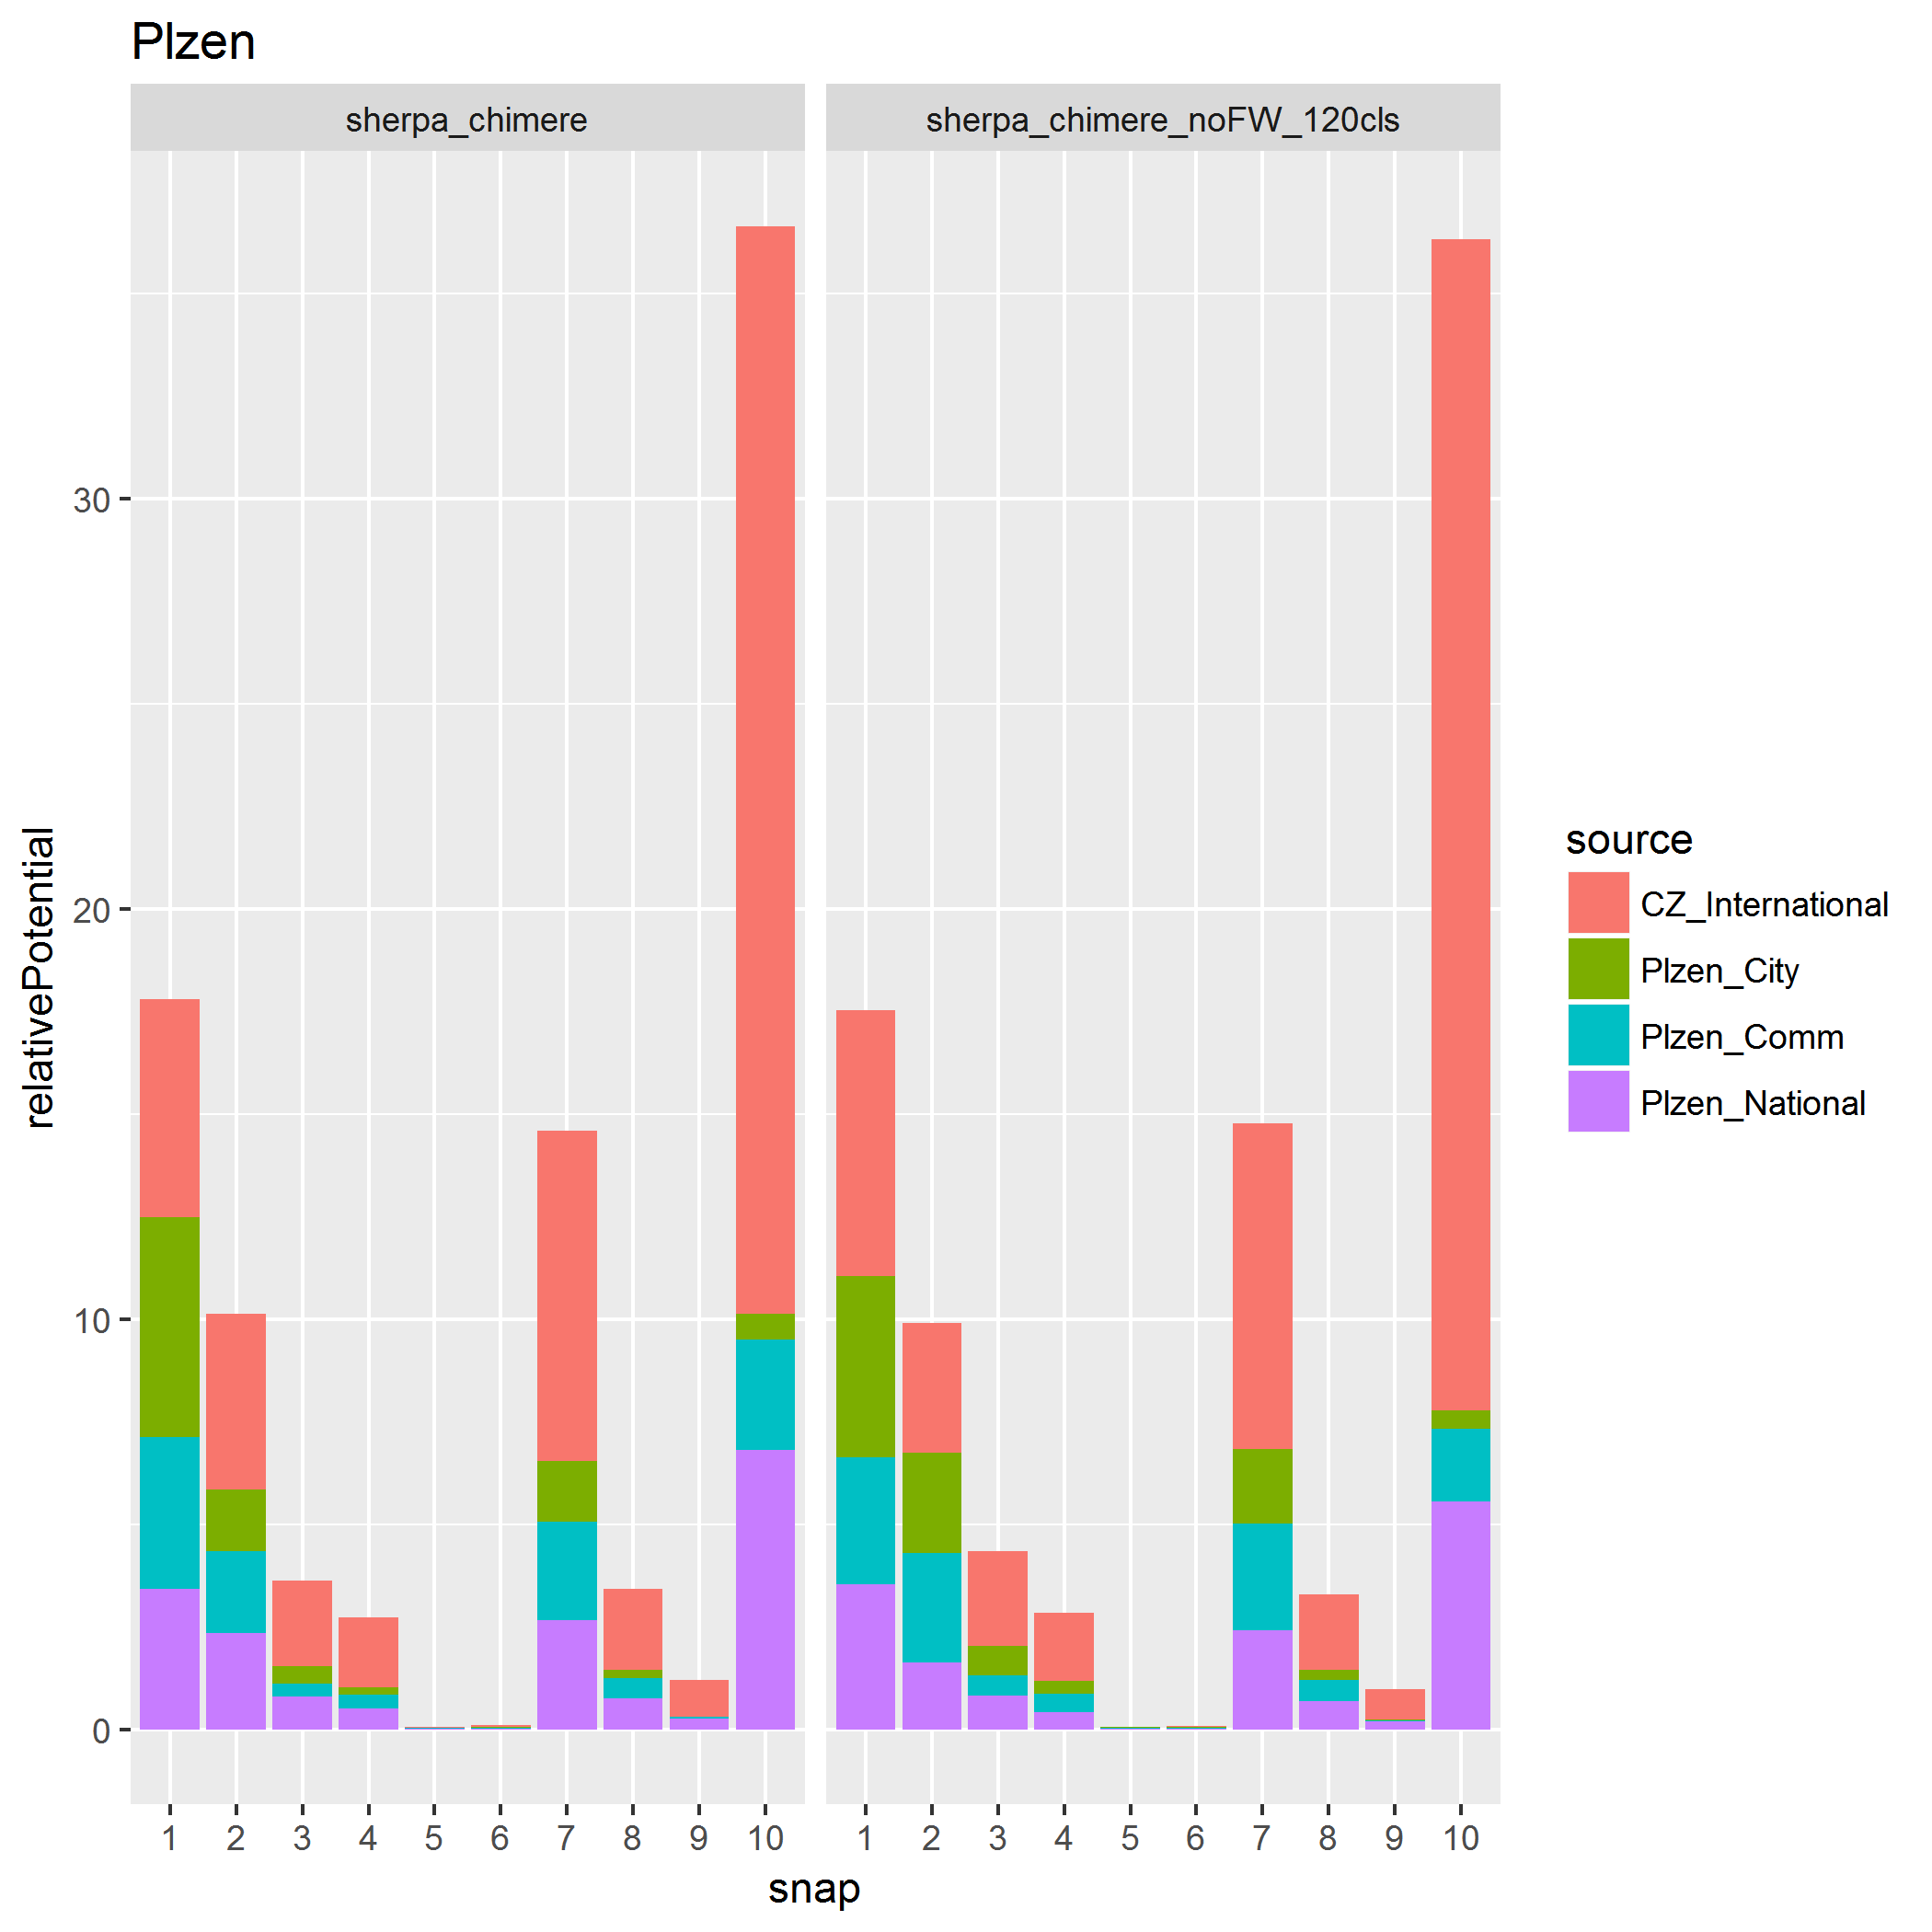 Plzen
sherpa_chimere
sherpa_chimere_noFW_120cls
relativePotential
30
20
10
0
1 2 3 4 5 6 7 8 9 10
1 2 3 4 5 6 7 8 9 10
snap
source
CZ_International
Plzen_City
Plzen_Comm
Plzen_National